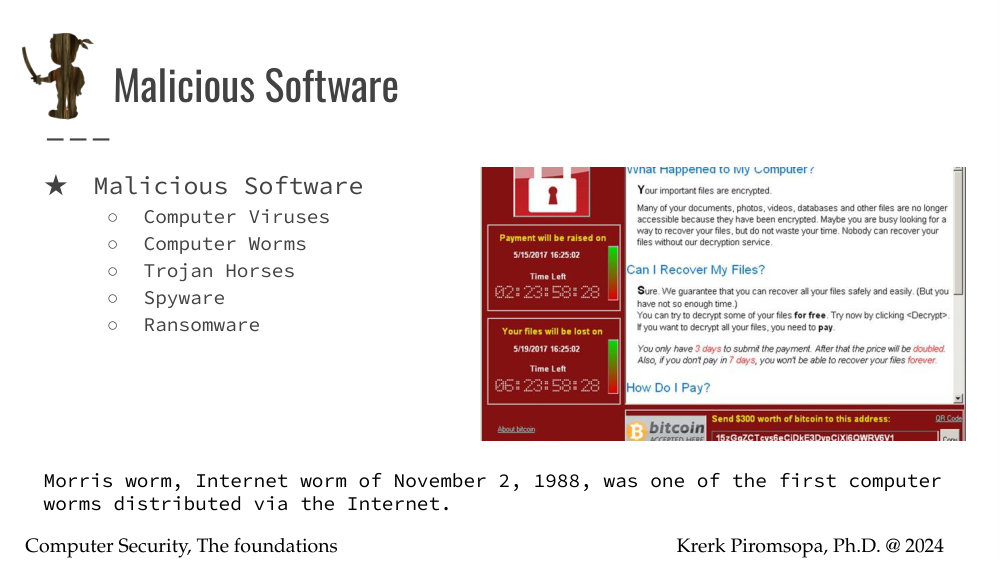 Malicious Software
★ Malicious Software
○ Computer Viruses
○ Computer Worms
○ Trojan Horses
○ Spyware
○ Ransomware
What Happened to My Computer?
Your important files are encrypted.
Many of your documents, photos, videos, databases and other files are no longer
accessible because they have been encrypted. Maybe you are busy looking for a
way to recover your files, but do not waste your time. Nobody can recover your
files without our decryption service.
Can I Recover My Files?
Sure. We guarantee that you can recover all your files safely and easily. (But you
have not so enough time.)
You can try to decrypt some of your files for free. Try now by clicking <Decrypt>.
If you want to decrypt all your files, you need to pay.
You only have 3 days to submit the payment. After that the price will be doubled.
Also, if you don't pay in 7 days, you won't be able to recover your files forever.
How Do I Pay?
Payment will be raised on
5/15/2017 16:25:02
Time Left
02:23:58:28
Your files will be lost on
5/19/2017 16:25:02
Time Left
06:23:58:28
About bitcoin
bitcoin
ACCEPTED HERE
Send $300 worth of bitcoin to this address:
QR Code
Copy
Morris worm, Internet worm of November 2, 1988, was one of the first computer
worms distributed via the Internet.
Computer Security, The foundations
Krerk Piromsopa, Ph.D. @ 2024